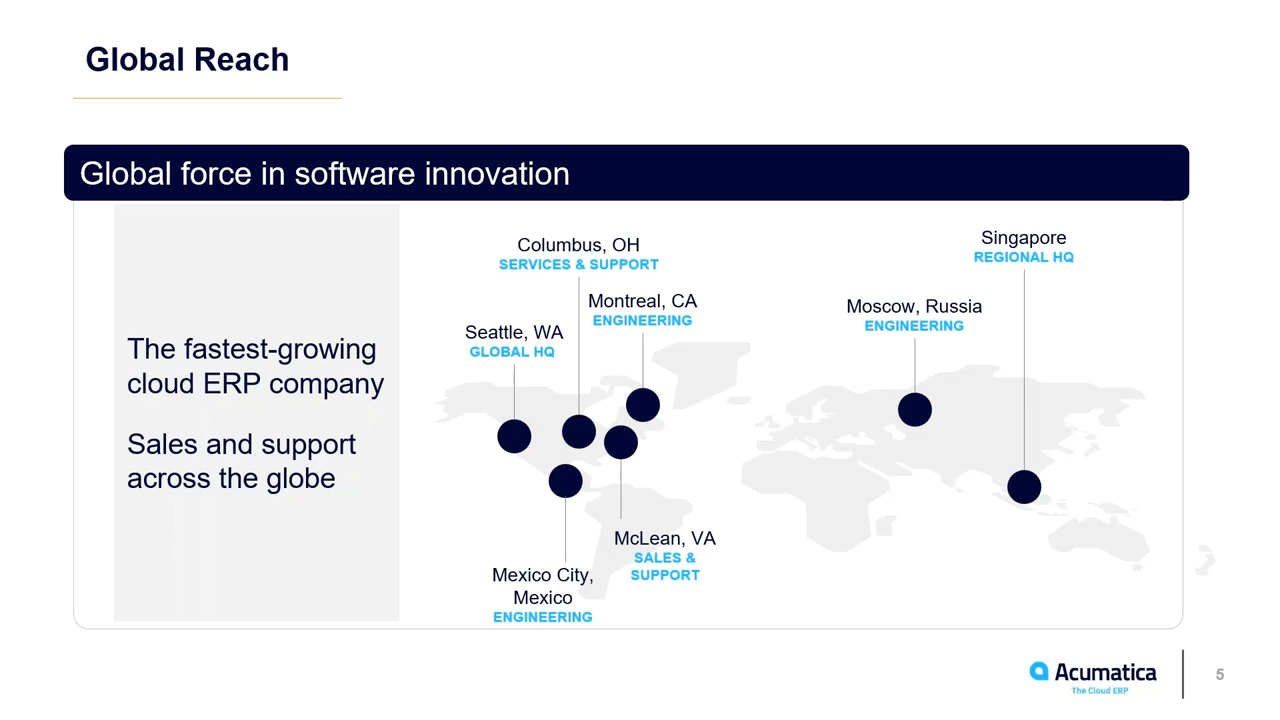 Global Reach
Global force in software innovation
The fastest-growing
cloud ERP company
Sales and support
across the globe
Columbus, OH
SERVICES & SUPPORT
Montreal, CA
ENGINEERING
Seattle, WA
GLOBAL HQ
Singapore
REGIONAL HQ
Moscow, Russia
ENGINEERING
McLean, VA
SALES &
SUPPORT
Mexico City,
Mexico
ENGINEERING
Acumatica
The Cloud ERP
5